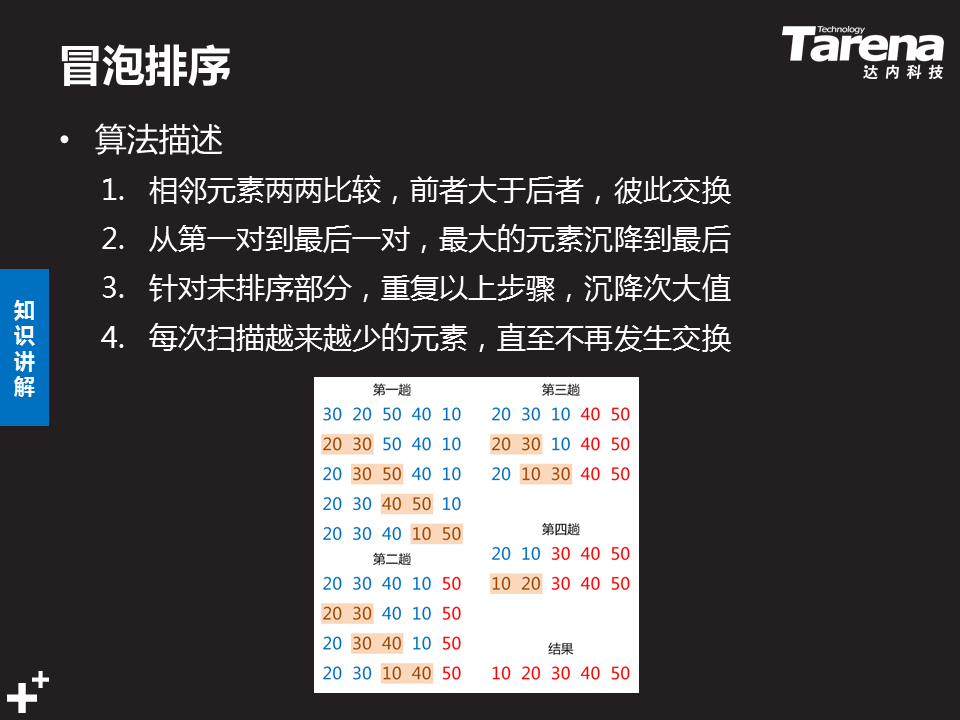 冒泡排序
Technology
Tarena
达内科技
• 算法描述
1. 相邻元素两两比较，前者大于后者，彼此交换
2. 从第一对到最后一对，最大的元素沉降到最后
3. 针对未排序部分，重复以上步骤，沉降次大值
4. 每次扫描越来越少的元素，直至不再发生交换
知识讲解
第一趟
30 20 50 40 10
20 30 50 40 10
20 30 50 40 10
20 30 40 50 10
20 30 40 10 50
第二趟
20 30 40 10 50
20 30 40 10 50
20 30 40 10 50
20 30 10 40 50
第三趟
20 30 10 40 50
20 30 10 40 50
20 10 30 40 50
第四趟
20 10 30 40 50
10 20 30 40 50
结果
10 20 30 40 50